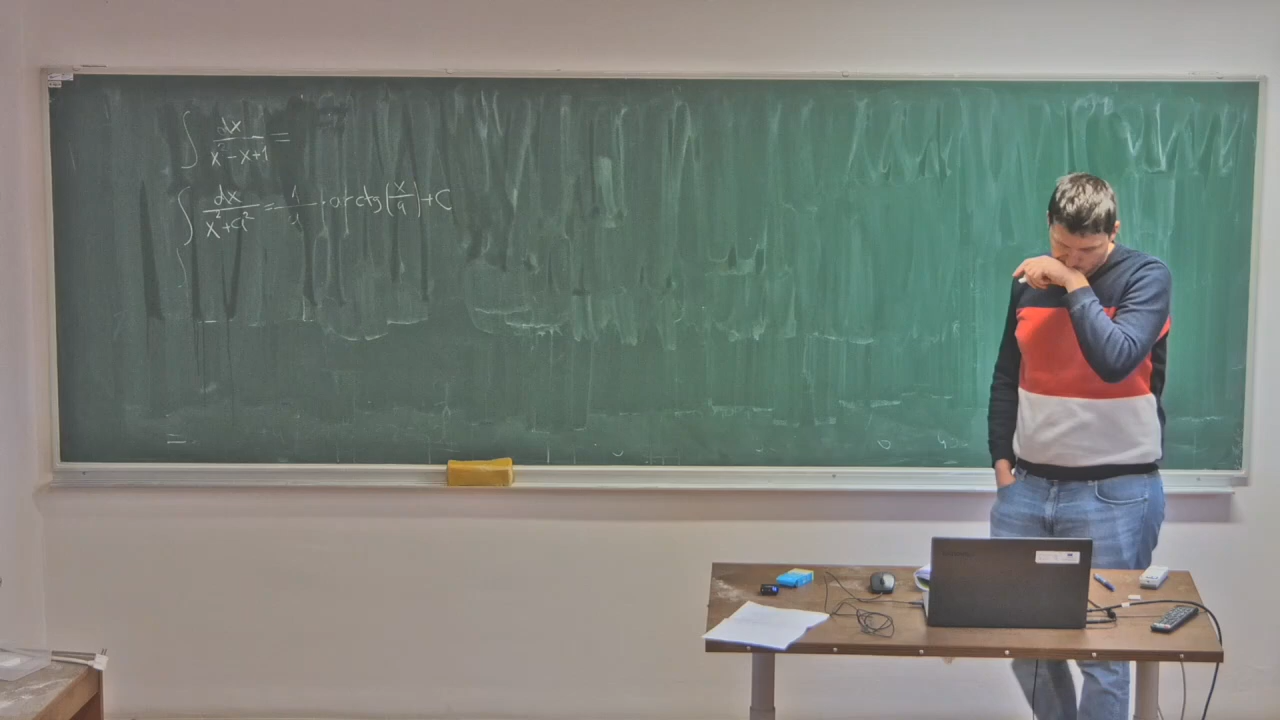 ∫ dx/(x²-x+1) =
∫ dx/(x²+a²) = 1/a · arctg(x/a)+C